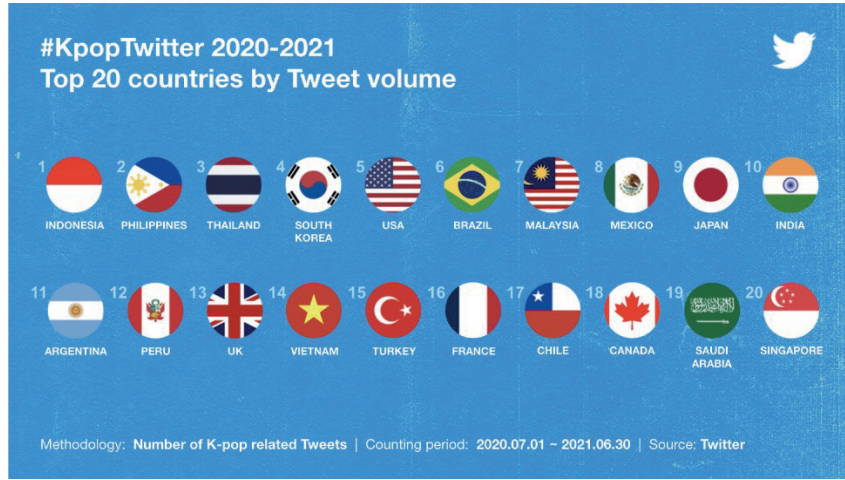 #KpopTwitter 2020-2021
Top 20 countries by Tweet volume
1 2 3 4 5 6 7 8 9 10
INDONESIA PHILIPPINES THAILAND SOUTH KOREA USA BRAZIL MALAYSIA MEXICO JAPAN INDIA
11 12 13 14 15 16 17 18 19 20
ARGENTINA PERU UK VIETNAM TURKEY FRANCE CHILE CANADA SAUDI ARABIA SINGAPORE
Methodology: Number of K-pop related Tweets | Counting period: 2020.07.01 ~ 2021.06.30 | Source: Twitter